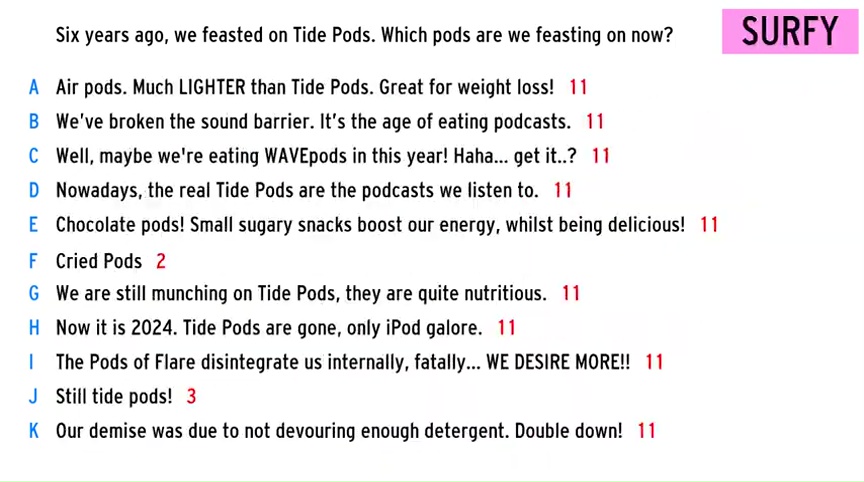 Six years ago, we feasted on Tide Pods. Which pods are we feasting on now?
SURFY
A Air pods. Much LIGHTER than Tide Pods. Great for weight loss! 11
B We've broken the sound barrier. It's the age of eating podcasts. 11
C Well, maybe we're eating WAVEpods in this year! Haha... get it..? 11
D Nowadays, the real Tide Pods are the podcasts we listen to. 11
E Chocolate pods! Small sugary snacks boost our energy, whilst being delicious! 11
F Cried Pods 2
G We are still munching on Tide Pods, they are quite nutritious. 11
H Now it is 2024. Tide Pods are gone, only iPod galore. 11
I The Pods of Flare disintegrate us internally, fatally... WE DESIRE MORE!! 11
J Still tide pods! 3
K Our demise was due to not devouring enough detergent. Double down! 11